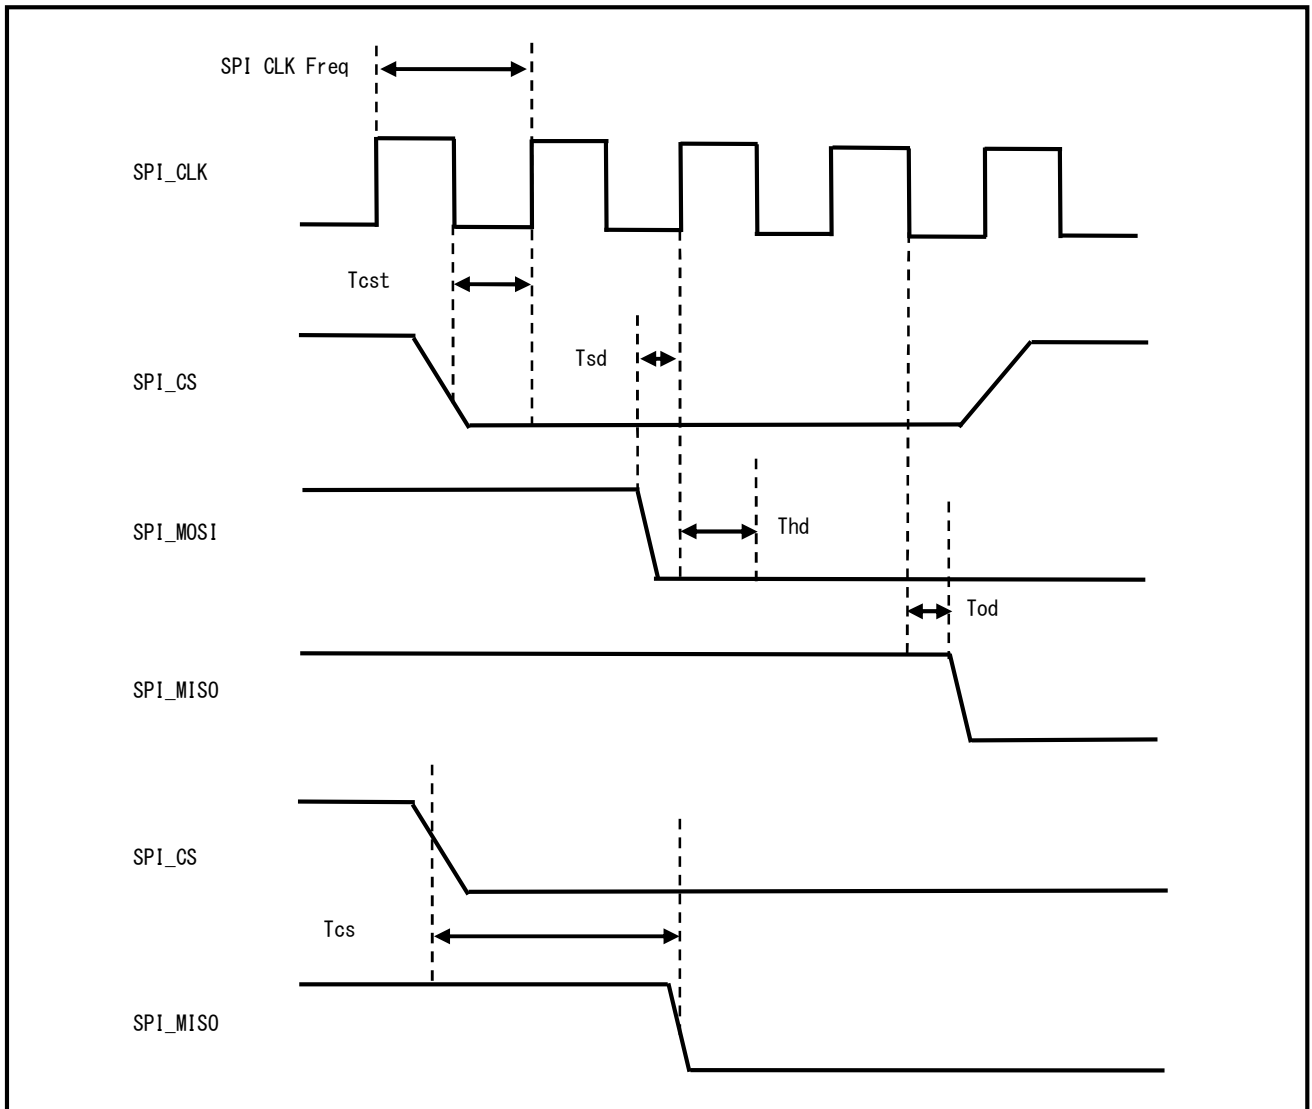 SPI CLK Freq
SPI_CLK
Tcst
Tsd
SPI_CS
Thd
SPI_MOSI
Tod
SPI_MISO
SPI_CS
Tcs
SPI_MISO